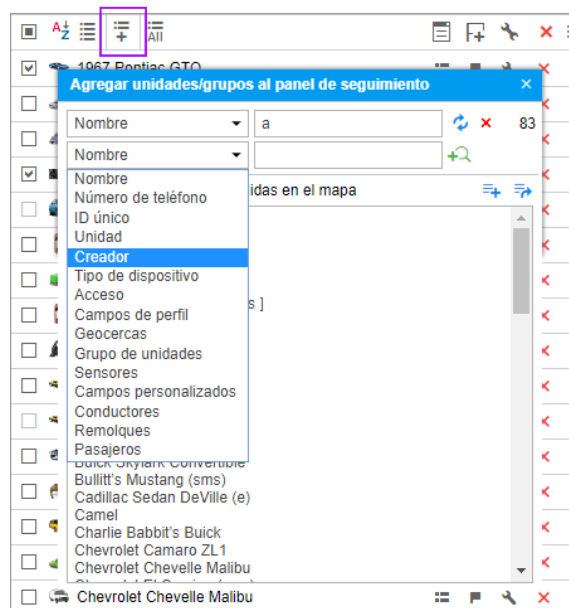 AZ All
1967 Pontiac GTO
Agregar unidades/grupos al panel de seguimiento
Nombre a 83
Nombre
Nombre
Número de teléfono
idas en el mapa
ID único
Unidad
Creador
Tipo de dispositivo
Acceso
s ]
Campos de perfil
Geocercas
Grupo de unidades
Sensores
Campos personalizados
Conductores
Remolques
Pasajeros
Buick Skylark Convertible
Bullitt's Mustang (sms)
Cadillac Sedan DeVille (e)
Camel
Charlie Babbit's Buick
Chevrolet Camaro ZL1
Chevrolet Chevelle Malibu
Chevrolet Chevelle Malibu